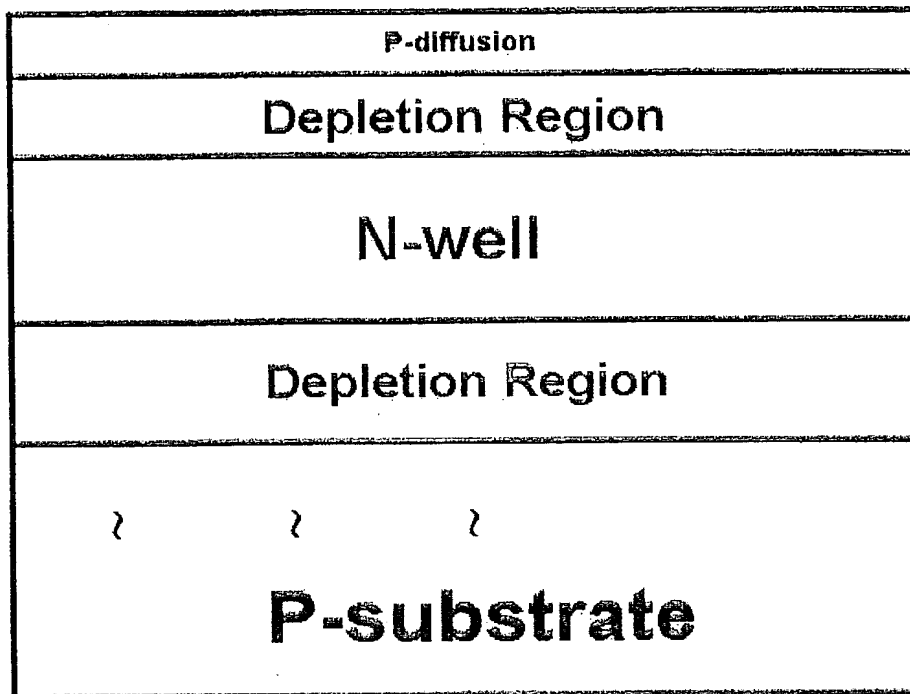 P-diffusion
Depletion Region
N-well
Depletion Region
~ ~ ~
P-substrate